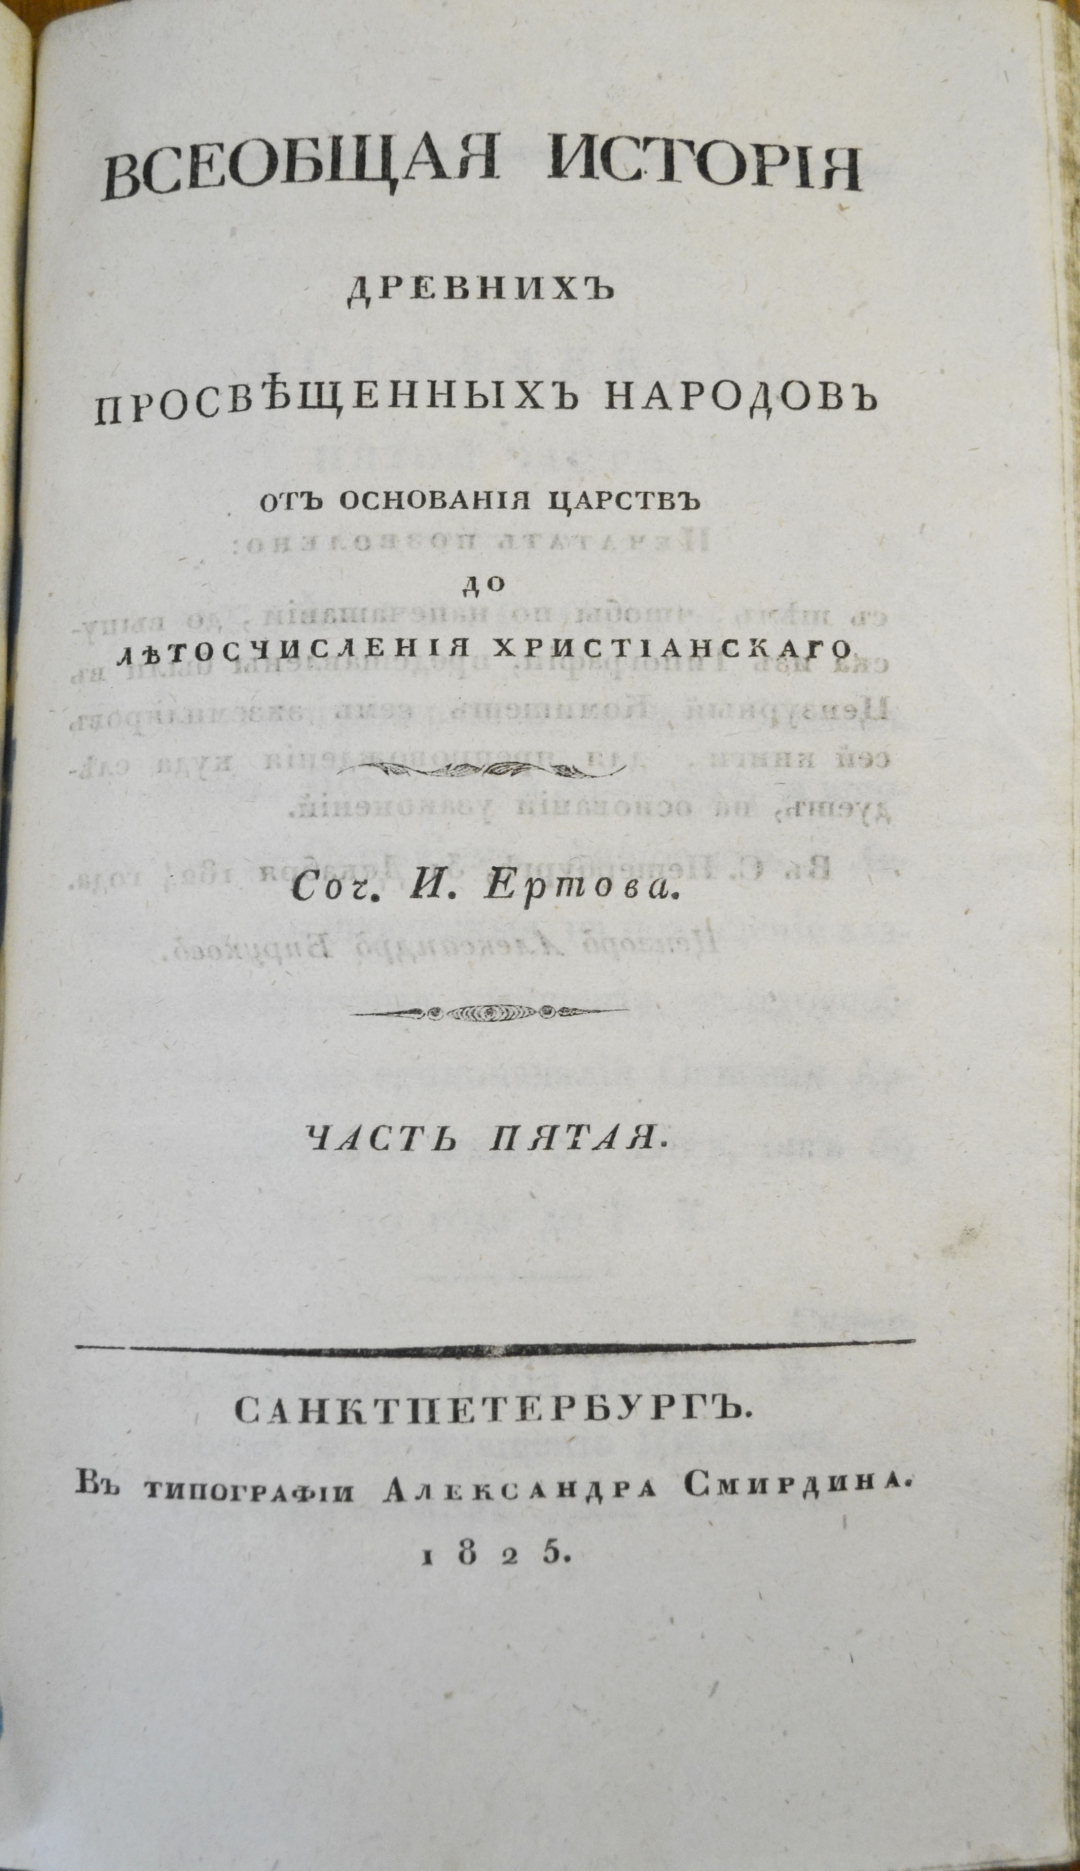 ВСЕОБЩАЯ ИСТОРІЯ
ДРЕВНИХЪ
ПРОСВѢЩЕННЫХЪ НАРОДОВЪ
ОТЪ ОСНОВАНІЯ ЦАРСТВЪ
ДО
ЛѢТОСЧИСЛЕНІЯ ХРИСТІАНСКАГО
Соч. И. Ертова.
ЧАСТЬ ПЯТАЯ.
САНКТПЕТЕРБУРГЪ.
Въ типографіи Александра Смирдина.
1825.